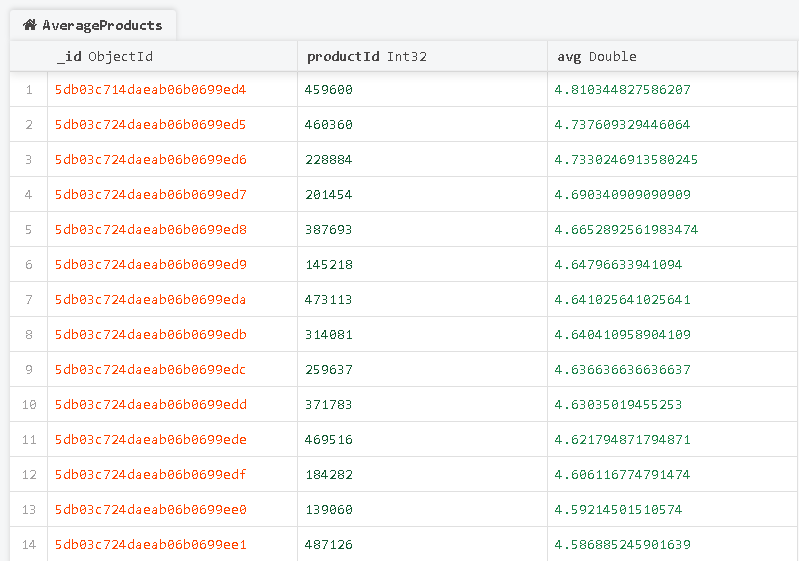 AverageProducts
_id ObjectId productId Int32 avg Double
1 5db03c714daeab06b0699ed4 459600 4.810344827586207
2 5db03c724daeab06b0699ed5 460360 4.737609329446064
3 5db03c724daeab06b0699ed6 228884 4.7330246913580245
4 5db03c724daeab06b0699ed7 201454 4.690340909090909
5 5db03c724daeab06b0699ed8 387693 4.6652892561983474
6 5db03c724daeab06b0699ed9 145218 4.64796633941094
7 5db03c724daeab06b0699eda 473113 4.641025641025641
8 5db03c724daeab06b0699edb 314081 4.640410958904109
9 5db03c724daeab06b0699edc 259637 4.636636636636637
10 5db03c724daeab06b0699edd 371783 4.63035019455253
11 5db03c724daeab06b0699ede 469516 4.621794871794871
12 5db03c724daeab06b0699edf 184282 4.606116774791474
13 5db03c724daeab06b0699ee0 139060 4.59214501510574
14 5db03c724daeab06b0699ee1 487126 4.586885245901639